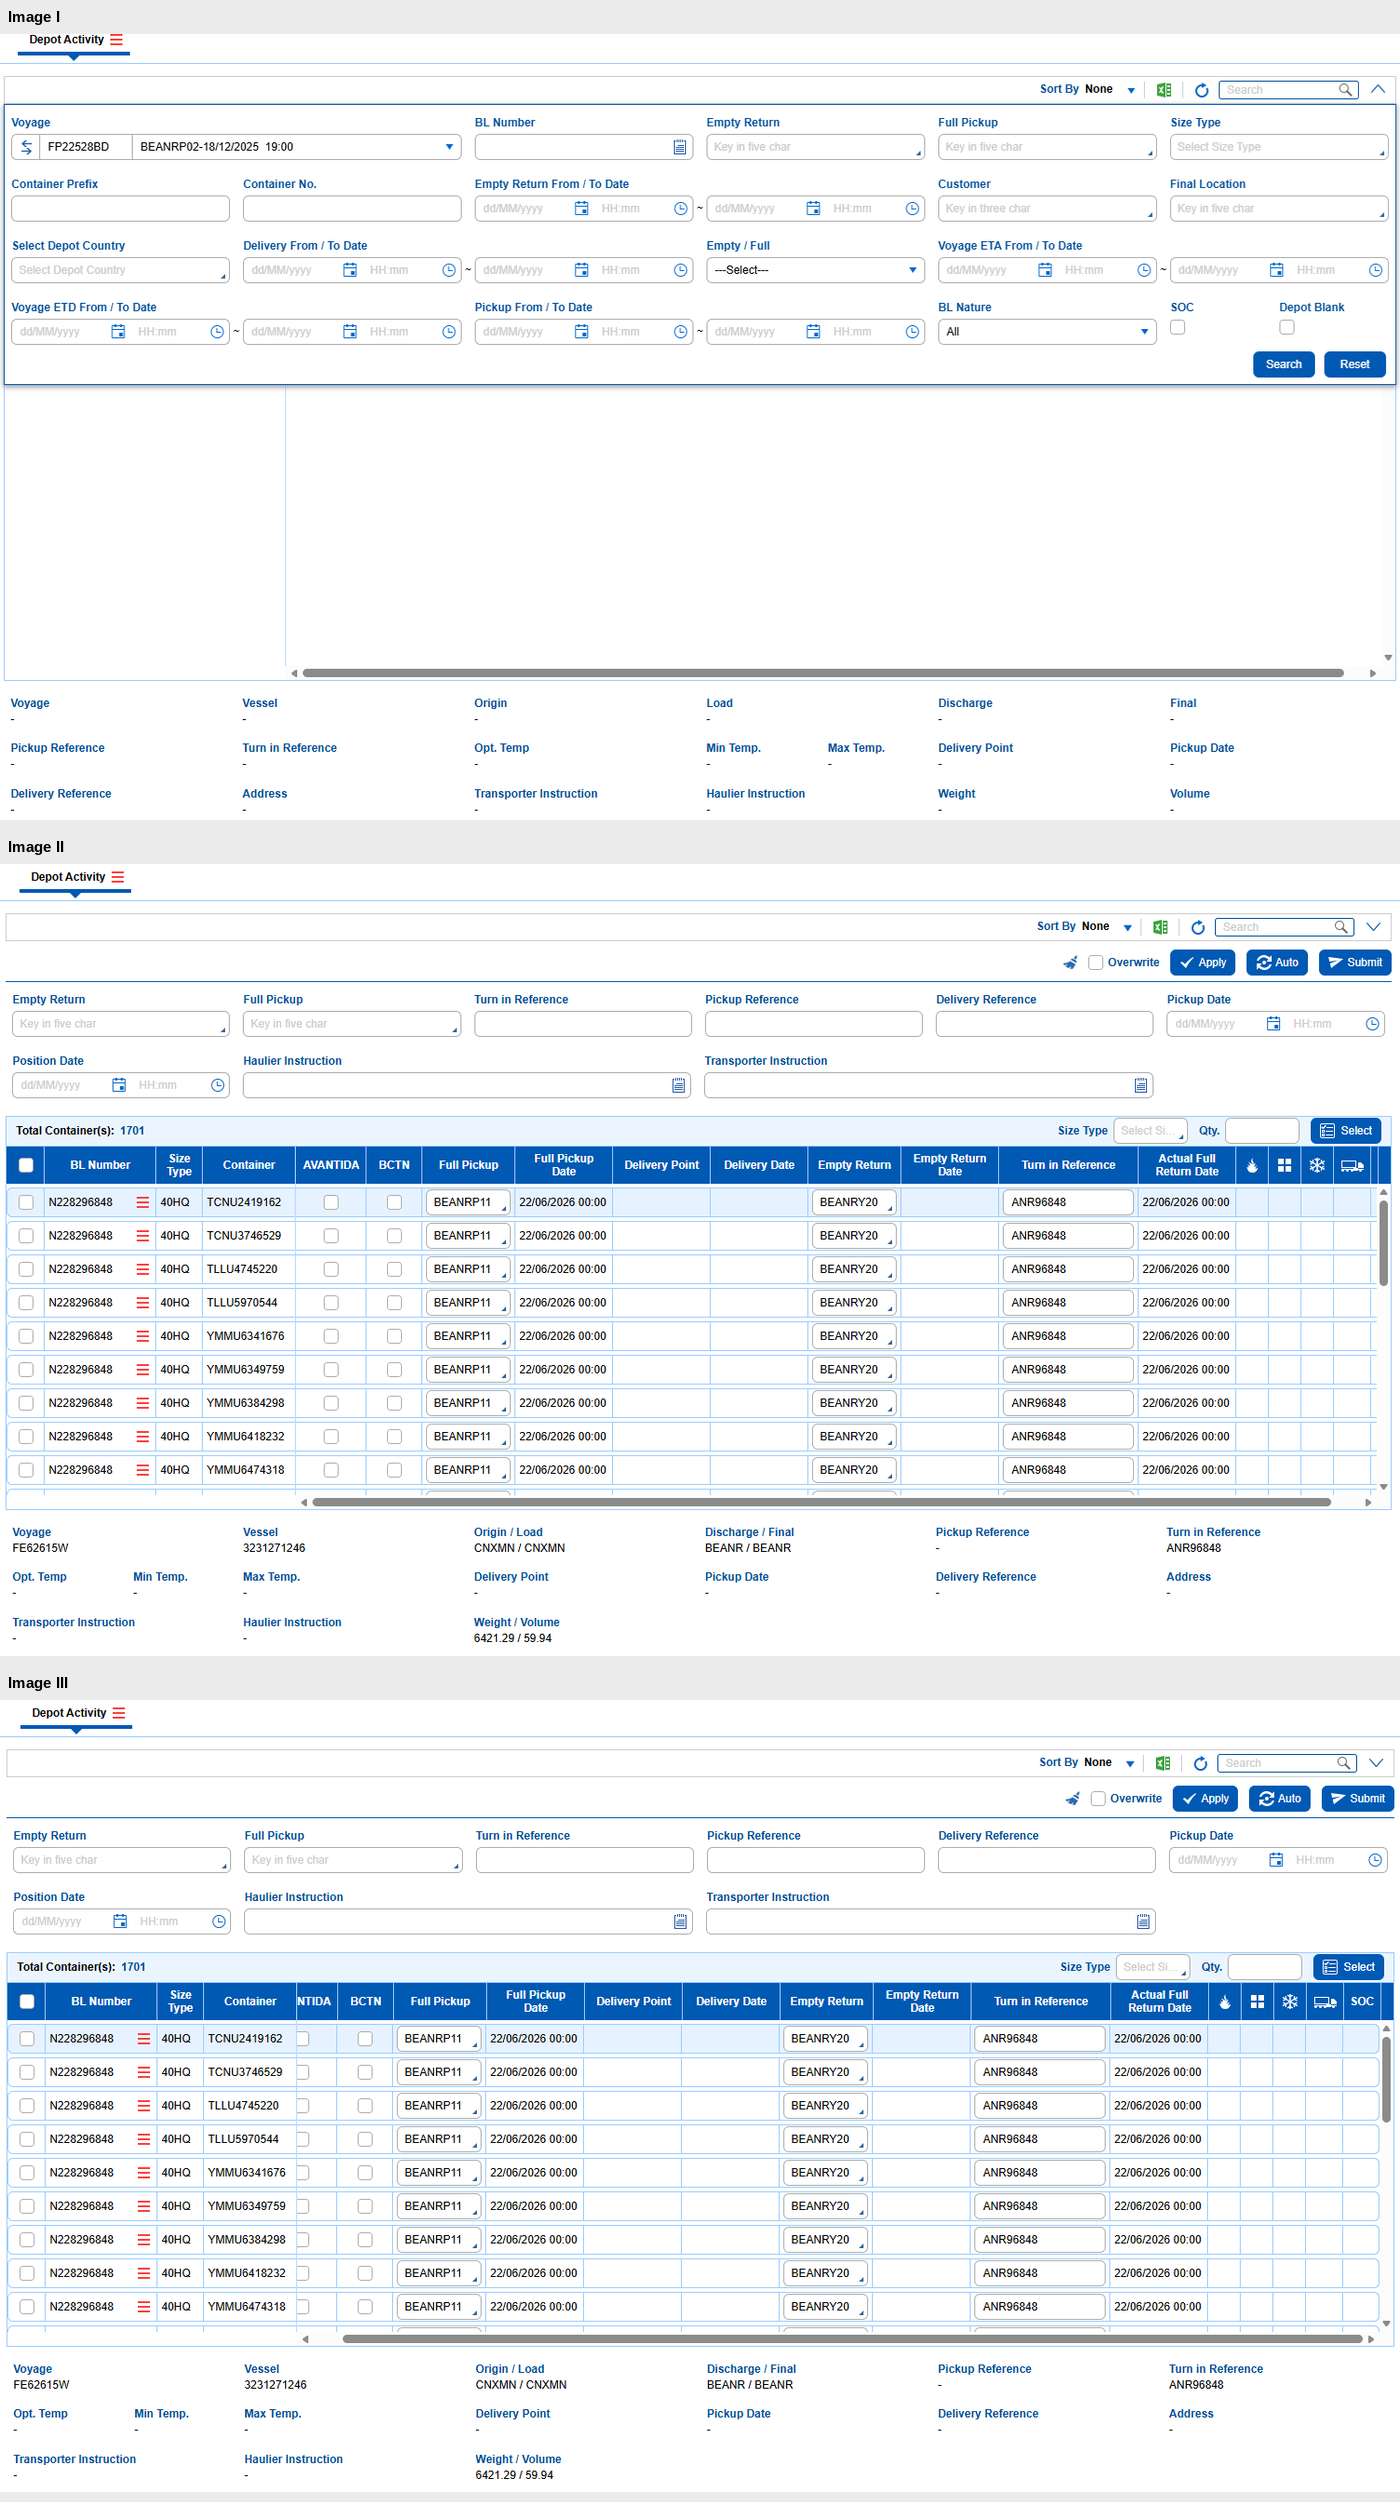 Image I
Depot Activity
Sort By None Search
Voyage BL Number Empty Return Full Pickup Size Type
FP22528BD BEANRP02-18/12/2025 19:00 Key in five char Key in five char Select Size Type
Container Prefix Container No. Empty Return From / To Date Customer Final Location
dd/MM/yyyy HH:mm ~ dd/MM/yyyy HH:mm Key in three char Key in five char
Select Depot Country Delivery From / To Date Empty / Full Voyage ETA From / To Date
Select Depot Country dd/MM/yyyy HH:mm ~ dd/MM/yyyy HH:mm ---Select--- dd/MM/yyyy HH:mm ~ dd/MM/yyyy HH:mm
Voyage ETD From / To Date Pickup From / To Date BL Nature SOC Depot Blank
dd/MM/yyyy HH:mm ~ dd/MM/yyyy HH:mm dd/MM/yyyy HH:mm ~ dd/MM/yyyy HH:mm All
Search Reset
Voyage Vessel Origin Load Discharge Final
- - - - - -
Pickup Reference Turn in Reference Opt. Temp Min Temp. Max Temp. Delivery Point Pickup Date
- - - - - - -
Delivery Reference Address Transporter Instruction Haulier Instruction Weight Volume
- - - - - -
Image II
Depot Activity
Sort By None Search
Overwrite Apply Auto Submit
Empty Return Full Pickup Turn in Reference Pickup Reference Delivery Reference Pickup Date
Key in five char Key in five char dd/MM/yyyy HH:mm
Position Date Haulier Instruction Transporter Instruction
dd/MM/yyyy HH:mm
Total Container(s): 1701 Size Type Select Si... Qty. Select
BL Number Size Type Container AVANTIDA BCTN Full Pickup Full Pickup Date Delivery Point Delivery Date Empty Return Empty Return Date Turn in Reference Actual Full Return Date
N228296848 40HQ TCNU2419162 BEANRP11 22/06/2026 00:00 BEANRY20 ANR96848 22/06/2026 00:00
N228296848 40HQ TCNU3746529 BEANRP11 22/06/2026 00:00 BEANRY20 ANR96848 22/06/2026 00:00
N228296848 40HQ TLLU4745220 BEANRP11 22/06/2026 00:00 BEANRY20 ANR96848 22/06/2026 00:00
N228296848 40HQ TLLU5970544 BEANRP11 22/06/2026 00:00 BEANRY20 ANR96848 22/06/2026 00:00
N228296848 40HQ YMMU6341676 BEANRP11 22/06/2026 00:00 BEANRY20 ANR96848 22/06/2026 00:00
N228296848 40HQ YMMU6349759 BEANRP11 22/06/2026 00:00 BEANRY20 ANR96848 22/06/2026 00:00
N228296848 40HQ YMMU6384298 BEANRP11 22/06/2026 00:00 BEANRY20 ANR96848 22/06/2026 00:00
N228296848 40HQ YMMU6418232 BEANRP11 22/06/2026 00:00 BEANRY20 ANR96848 22/06/2026 00:00
N228296848 40HQ YMMU6474318 BEANRP11 22/06/2026 00:00 BEANRY20 ANR96848 22/06/2026 00:00
Voyage Vessel Origin / Load Discharge / Final Pickup Reference Turn in Reference
FE62615W 3231271246 CNXMN / CNXMN BEANR / BEANR - ANR96848
Opt. Temp Min Temp. Max Temp. Delivery Point Pickup Date Delivery Reference Address
- - - - - - -
Transporter Instruction Haulier Instruction Weight / Volume
- - 6421.29 / 59.94
Image III
Depot Activity
Sort By None Search
Overwrite Apply Auto Submit
Empty Return Full Pickup Turn in Reference Pickup Reference Delivery Reference Pickup Date
Key in five char Key in five char dd/MM/yyyy HH:mm
Position Date Haulier Instruction Transporter Instruction
dd/MM/yyyy HH:mm
Total Container(s): 1701 Size Type Select Si... Qty. Select
BL Number Size Type Container NTIDA BCTN Full Pickup Full Pickup Date Delivery Point Delivery Date Empty Return Empty Return Date Turn in Reference Actual Full Return Date SOC
N228296848 40HQ TCNU2419162 BEANRP11 22/06/2026 00:00 BEANRY20 ANR96848 22/06/2026 00:00
N228296848 40HQ TCNU3746529 BEANRP11 22/06/2026 00:00 BEANRY20 ANR96848 22/06/2026 00:00
N228296848 40HQ TLLU4745220 BEANRP11 22/06/2026 00:00 BEANRY20 ANR96848 22/06/2026 00:00
N228296848 40HQ TLLU5970544 BEANRP11 22/06/2026 00:00 BEANRY20 ANR96848 22/06/2026 00:00
N228296848 40HQ YMMU6341676 BEANRP11 22/06/2026 00:00 BEANRY20 ANR96848 22/06/2026 00:00
N228296848 40HQ YMMU6349759 BEANRP11 22/06/2026 00:00 BEANRY20 ANR96848 22/06/2026 00:00
N228296848 40HQ YMMU6384298 BEANRP11 22/06/2026 00:00 BEANRY20 ANR96848 22/06/2026 00:00
N228296848 40HQ YMMU6418232 BEANRP11 22/06/2026 00:00 BEANRY20 ANR96848 22/06/2026 00:00
N228296848 40HQ YMMU6474318 BEANRP11 22/06/2026 00:00 BEANRY20 ANR96848 22/06/2026 00:00
Voyage Vessel Origin / Load Discharge / Final Pickup Reference Turn in Reference
FE62615W 3231271246 CNXMN / CNXMN BEANR / BEANR - ANR96848
Opt. Temp Min Temp. Max Temp. Delivery Point Pickup Date Delivery Reference Address
- - - - - - -
Transporter Instruction Haulier Instruction Weight / Volume
- - 6421.29 / 59.94